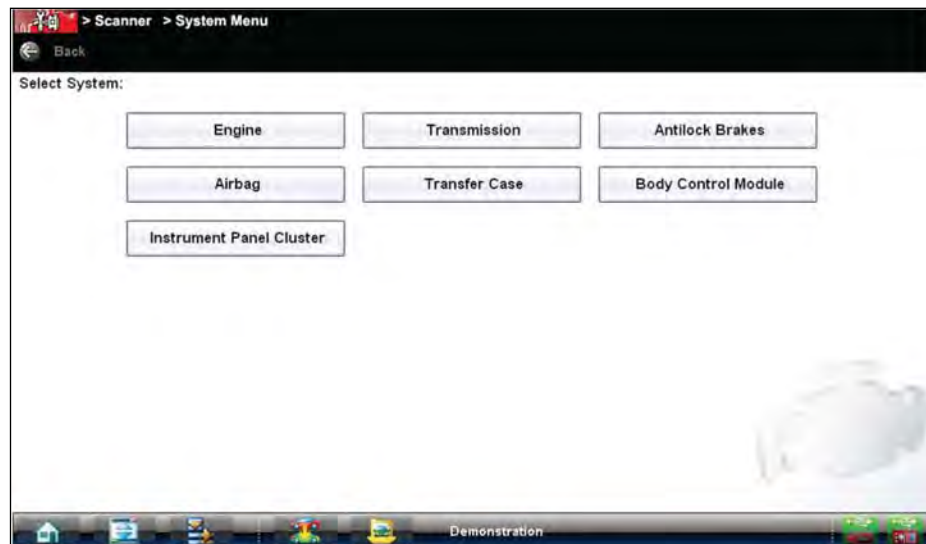 > Scanner > System Menu
Back
Select System:
Engine Transmission Antilock Brakes
Airbag Transfer Case Body Control Module
Instrument Panel Cluster
Demonstration